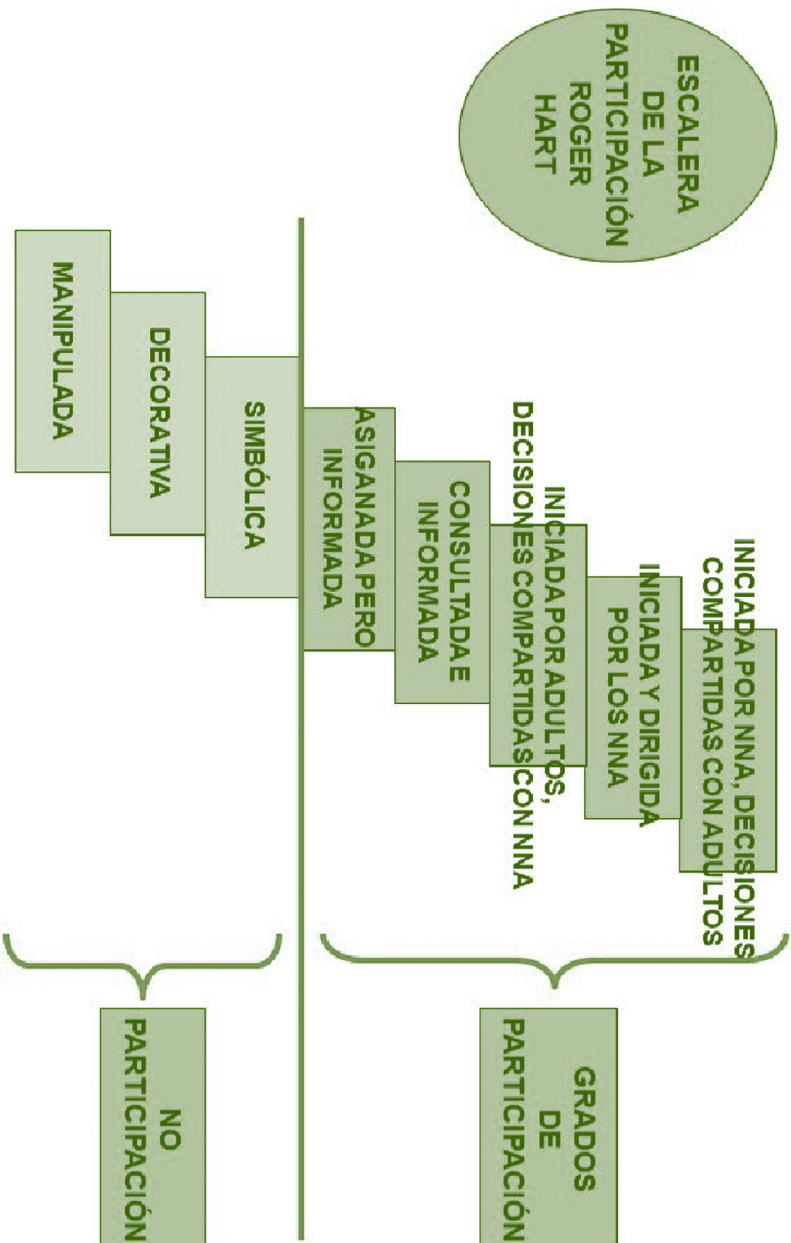 ESCALERA
DE LA
PARTICIPACIÓN
ROGER
HART
INICIADA POR NNA, DECISIONES
COMPARTIDAS CON ADULTOS
INICIADA Y DIRIGIDA
POR LOS NNA
INICIADA POR ADULTOS,
DECISIONES COMPARTIDAS CON NNA
CONSULTADA E
INFORMADA
ASIGANADA PERO
INFORMADA
SIMBÓLICA
DECORATIVA
MANIPULADA
GRADOS
DE
PARTICIPACIÓN
NO
PARTICIPACIÓN